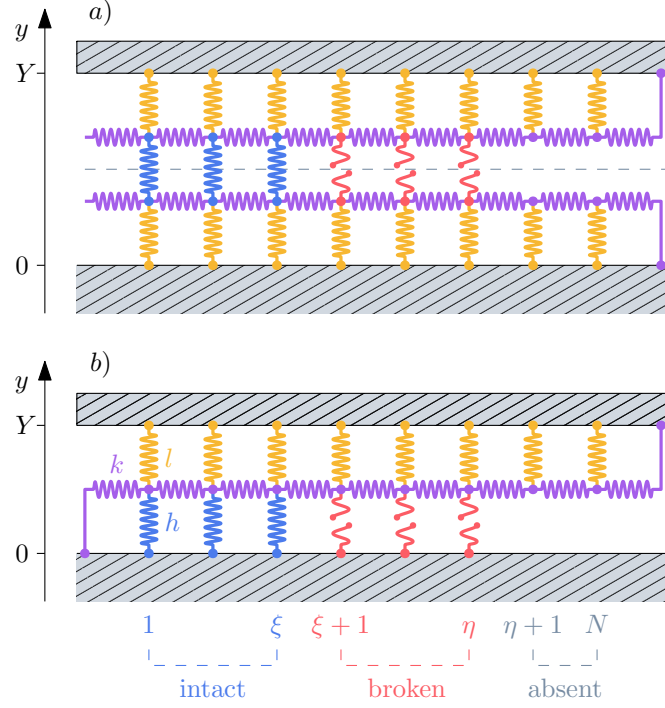 a)
y
Y
0
b)
y
Y
k l
h
0
1 ξ ξ + 1 η η + 1 N
intact broken absent